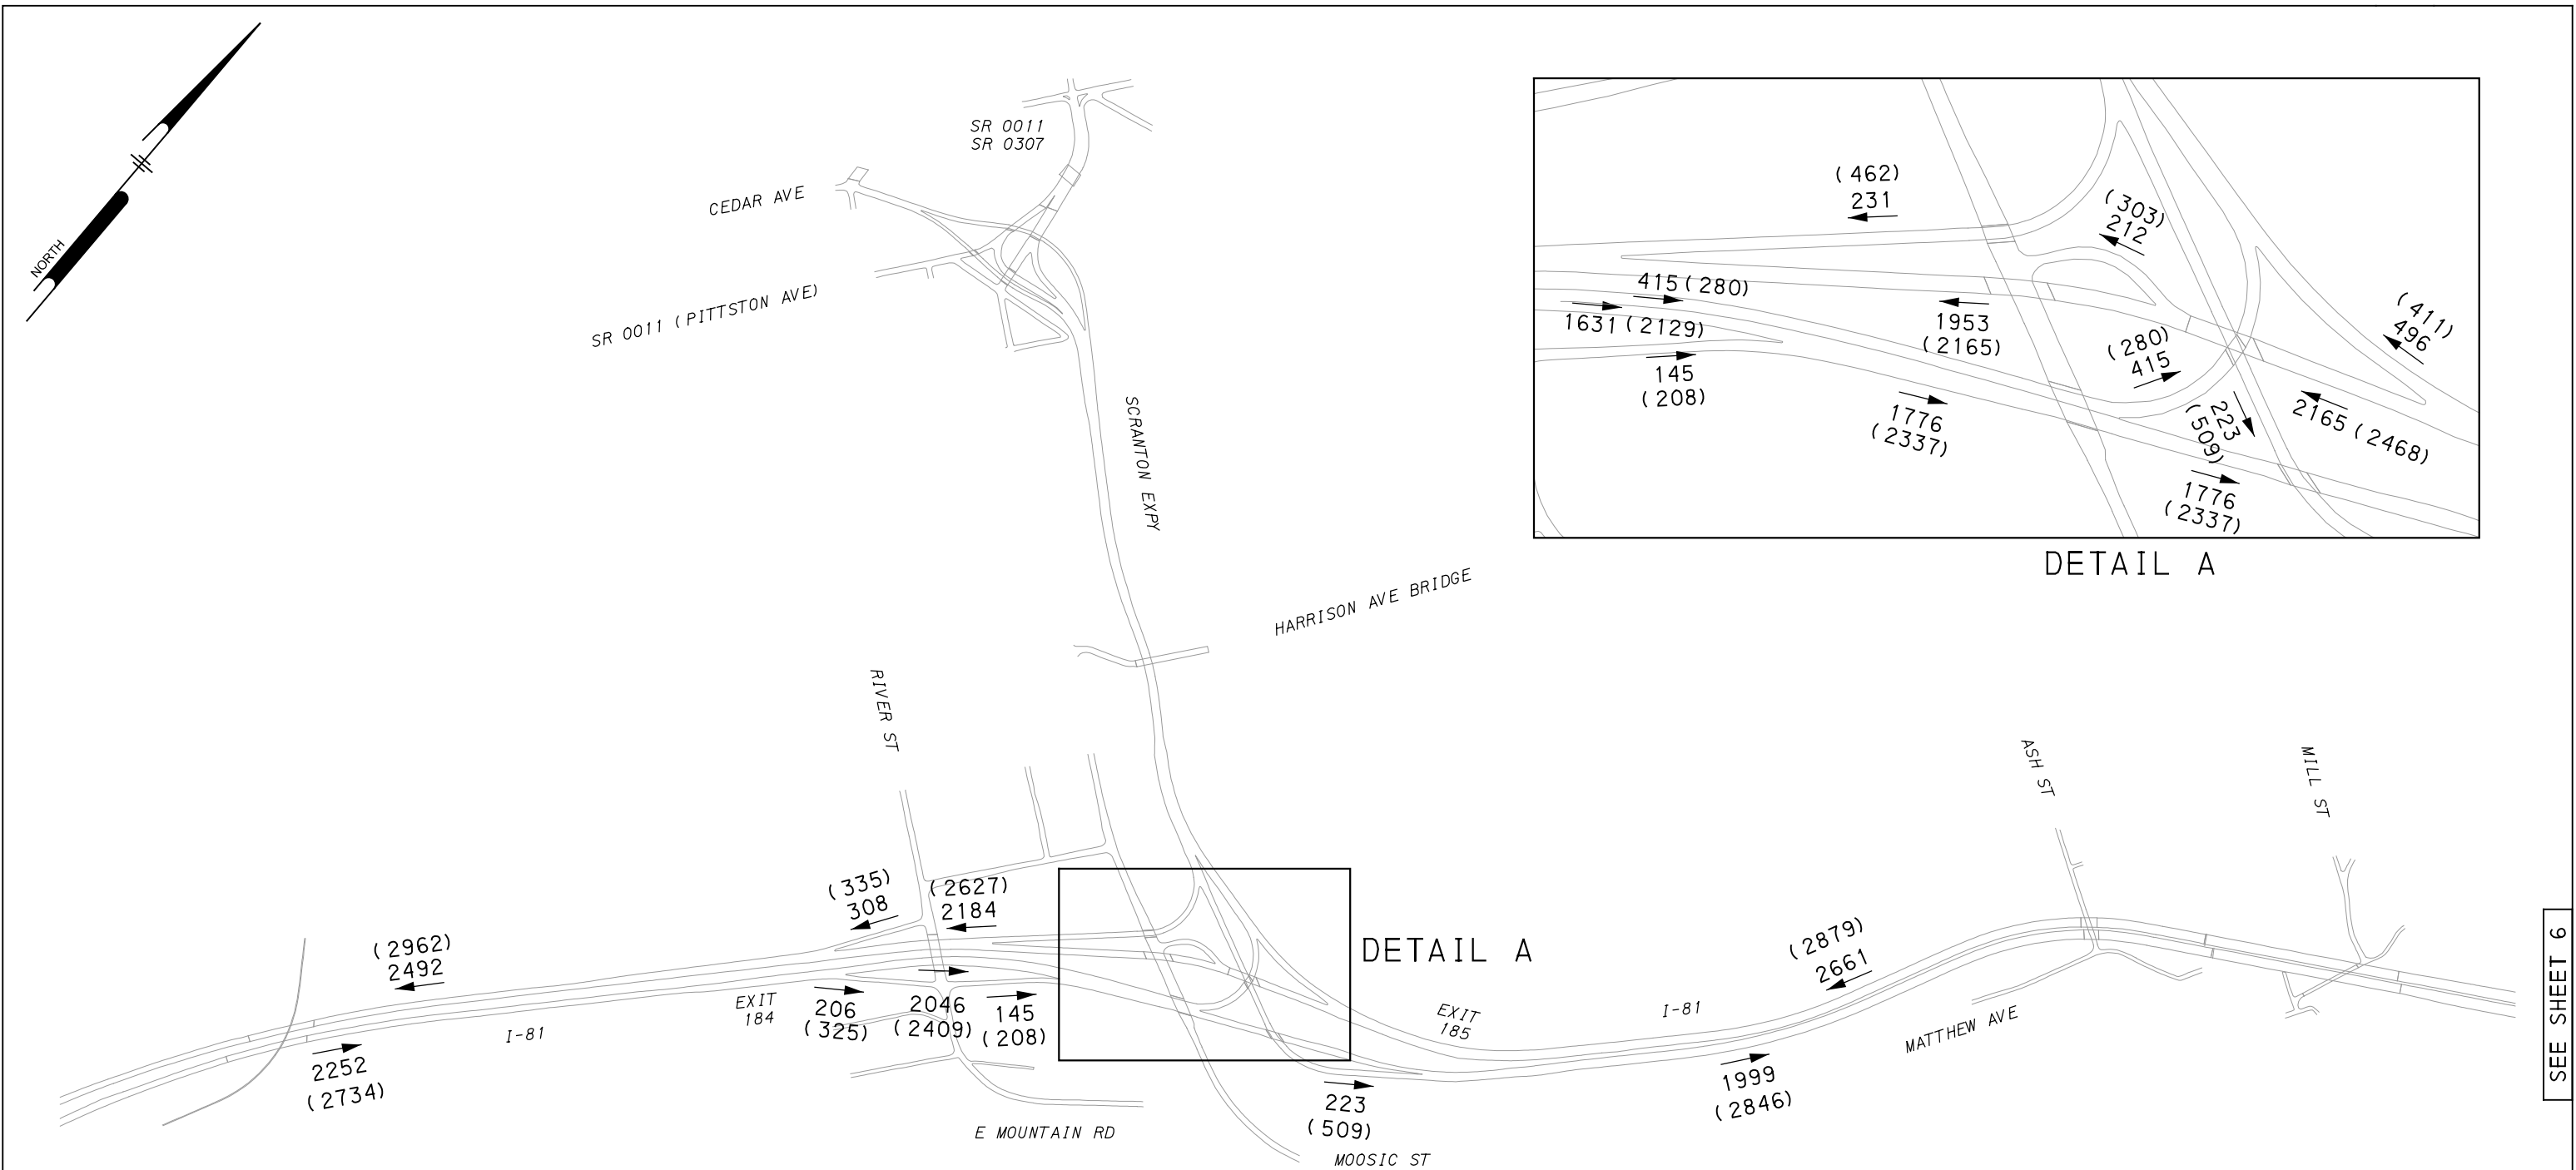 NORTH
SR 0011
SR 0307
CEDAR AVE
SR 0011 (PITTSTON AVE)
SCRANTON EXPY
HARRISON AVE BRIDGE
RIVER ST
(462)
231
(303)
212
415 (280)
1631 (2129)
1953
(2165)
(280)
415
(411)
496
145
(208)
1776
(2337)
223
(509)
2165 (2468)
1776
(2337)
DETAIL A
ASH ST
MILL ST
(335)
308
(2627)
2184
(2962)
2492
DETAIL A
(2879)
2661
EXIT
184
206
(325)
2046
(2409)
145
(208)
I-81
2252
(2734)
EXIT
185
I-81
MATTHEW AVE
1999
(2846)
223
(509)
E MOUNTAIN RD
MOOSIC ST
SEE SHEET 6